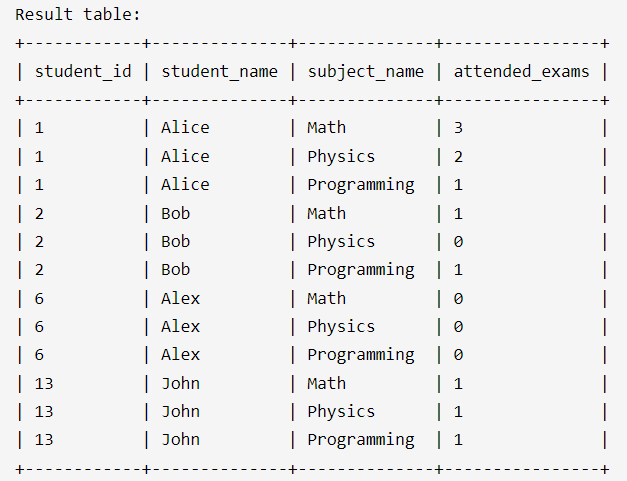 Result table:
+------------+--------------+--------------+----------------+
| student_id | student_name | subject_name | attended_exams |
+------------+--------------+--------------+----------------+
| 1          | Alice        | Math         | 3              |
| 1          | Alice        | Physics      | 2              |
| 1          | Alice        | Programming  | 1              |
| 2          | Bob          | Math         | 1              |
| 2          | Bob          | Physics      | 0              |
| 2          | Bob          | Programming  | 1              |
| 6          | Alex         | Math         | 0              |
| 6          | Alex         | Physics      | 0              |
| 6          | Alex         | Programming  | 0              |
| 13         | John         | Math         | 1              |
| 13         | John         | Physics      | 1              |
| 13         | John         | Programming  | 1              |
+------------+--------------+--------------+----------------+